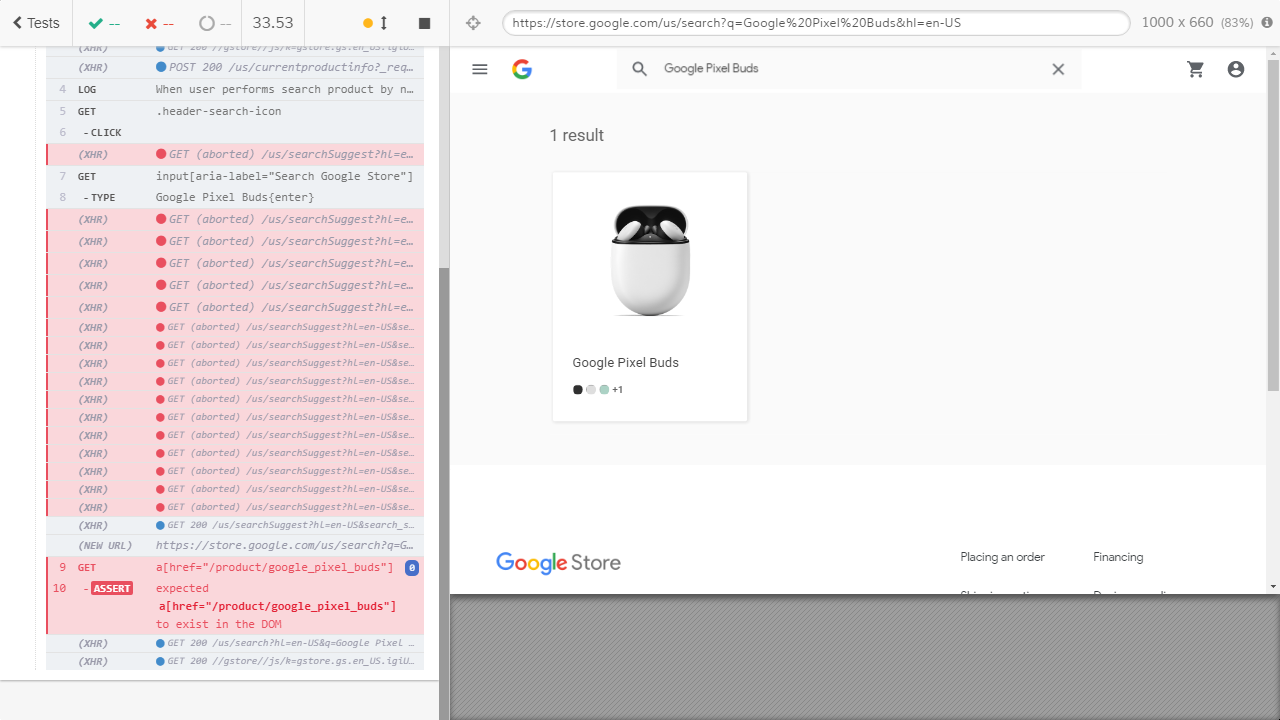 Tests
--
--
--
33.53
https://store.google.com/us/search?q=Google%20Pixel%20Buds&hl=en-US
1000 x 660 (83%)
(XHR) GET 200 //gstore//js/k=gstore.gs.en_US.igiU...
(XHR) POST 200 /us/currentproductinfo?_req...
4 LOG When user performs search product by n...
5 GET .header-search-icon
6 -CLICK
(XHR) GET (aborted) /us/searchSuggest?hl=e...
7 GET input[aria-label="Search Google Store"]
8 -TYPE Google Pixel Buds{enter}
(XHR) GET (aborted) /us/searchSuggest?hl=e...
(XHR) GET (aborted) /us/searchSuggest?hl=e...
(XHR) GET (aborted) /us/searchSuggest?hl=e...
(XHR) GET (aborted) /us/searchSuggest?hl=e...
(XHR) GET (aborted) /us/searchSuggest?hl=e...
(XHR) GET (aborted) /us/searchSuggest?hl=en-US&se...
(XHR) GET (aborted) /us/searchSuggest?hl=en-US&se...
(XHR) GET (aborted) /us/searchSuggest?hl=en-US&se...
(XHR) GET (aborted) /us/searchSuggest?hl=en-US&se...
(XHR) GET (aborted) /us/searchSuggest?hl=en-US&se...
(XHR) GET (aborted) /us/searchSuggest?hl=en-US&se...
(XHR) GET (aborted) /us/searchSuggest?hl=en-US&se...
(XHR) GET (aborted) /us/searchSuggest?hl=en-US&se...
(XHR) GET (aborted) /us/searchSuggest?hl=en-US&se...
(XHR) GET (aborted) /us/searchSuggest?hl=en-US&se...
(XHR) GET (aborted) /us/searchSuggest?hl=en-US&se...
(XHR) GET 200 /us/searchSuggest?hl=en-US&search_s...
(NEW URL) https://store.google.com/us/search?q=G...
9 GET a[href="/product/google_pixel_buds"] 0
10 -ASSERT expected
a[href="/product/google_pixel_buds"]
to exist in the DOM
(XHR) GET 200 /us/search?hl=en-US&q=Google Pixel ...
(XHR) GET 200 //gstore//js/k=gstore.gs.en_US.igiU...
Google Pixel Buds
1 result
Google Pixel Buds
+1
Google Store
Placing an order
Financing